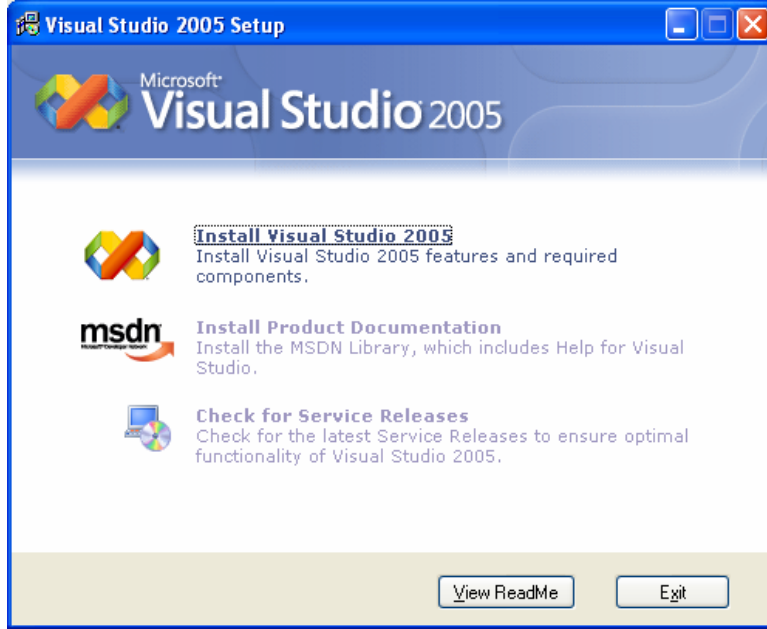 Visual Studio 2005 Setup
Microsoft
Visual Studio 2005
Install Visual Studio 2005
Install Visual Studio 2005 features and required
components.
msdn
Install Product Documentation
Install the MSDN Library, which includes Help for Visual
Studio.
Check for Service Releases
Check for the latest Service Releases to ensure optimal
functionality of Visual Studio 2005.
View ReadMe
Exit